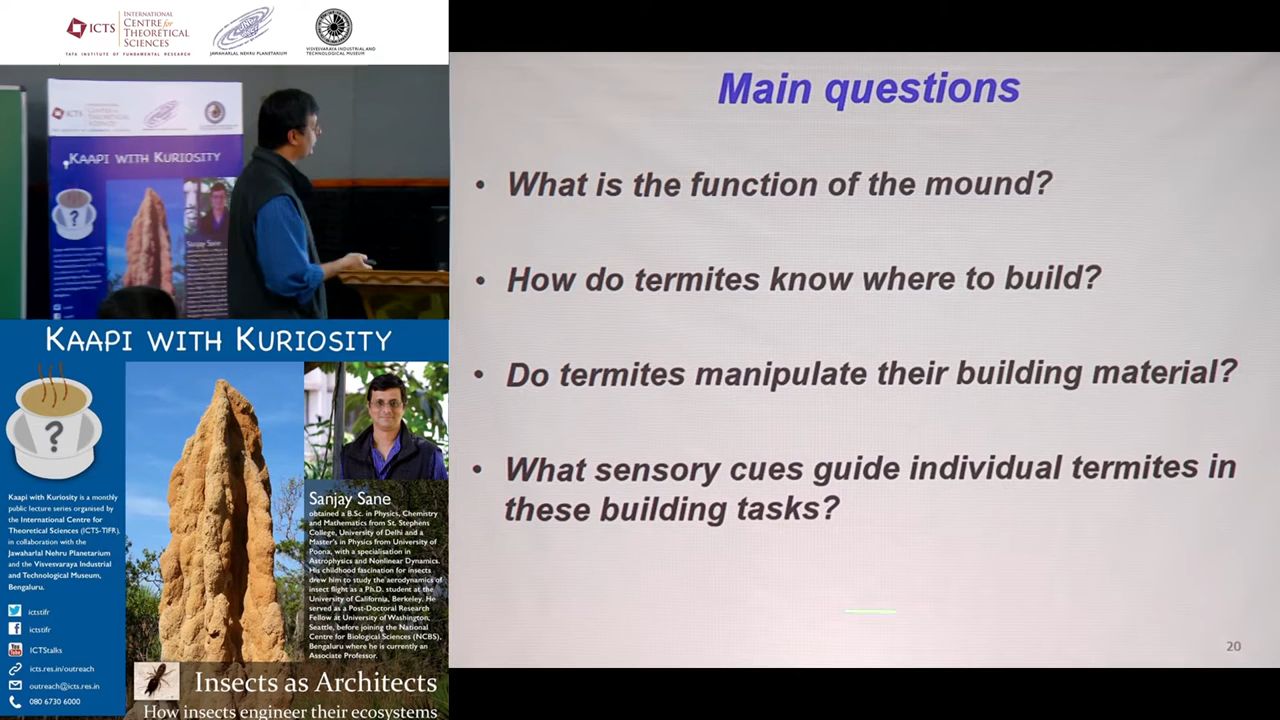 ICTS
INTERNATIONAL
CENTRE for
THEORETICAL
SCIENCES
TATA INSTITUTE OF FUNDAMENTAL RESEARCH
JAWAHARLAL NEHRU PLANETARIUM
VISVESVARAYA INDUSTRIAL AND
TECHNOLOGICAL MUSEUM
ICTS
KAAPI WITH KURIOSITY
?
Sanjay Sane
KAAPI WITH KURIOSITY
?
Kaapi with Kuriosity is a monthly
public lecture series organised by
the International Centre for
Theoretical Sciences (ICTS-TIFR),
in collaboration with the
Jawaharlal Nehru Planetarium
and the Visvesvaraya Industrial
and Technological Museum,
Bengaluru.
ictstifr
ictstifr
You
Tube
ICTStalks
icts.res.in/outreach
outreach@icts.res.in
080 6730 6000
Sanjay Sane
obtained a B.Sc. in Physics, Chemistry
and Mathematics from St. Stephens
College, University of Delhi and a
Master's in Physics from University of
Poona, with a specialisation in
Astrophysics and Nonlinear Dynamics.
His childhood fascination for insects
drew him to study the aerodynamics of
insect flight as a Ph.D. student at the
University of California, Berkeley. He
served as a Post-Doctoral Research
Fellow at University of Washington,
Seattle, before joining the National
Centre for Biological Sciences (NCBS),
Bengaluru where he is currently an
Associate Professor.
Insects as Architects
How insects engineer their ecosystems
Main questions
• What is the function of the mound?
• How do termites know where to build?
• Do termites manipulate their building material?
• What sensory cues guide individual termites in
these building tasks?
20